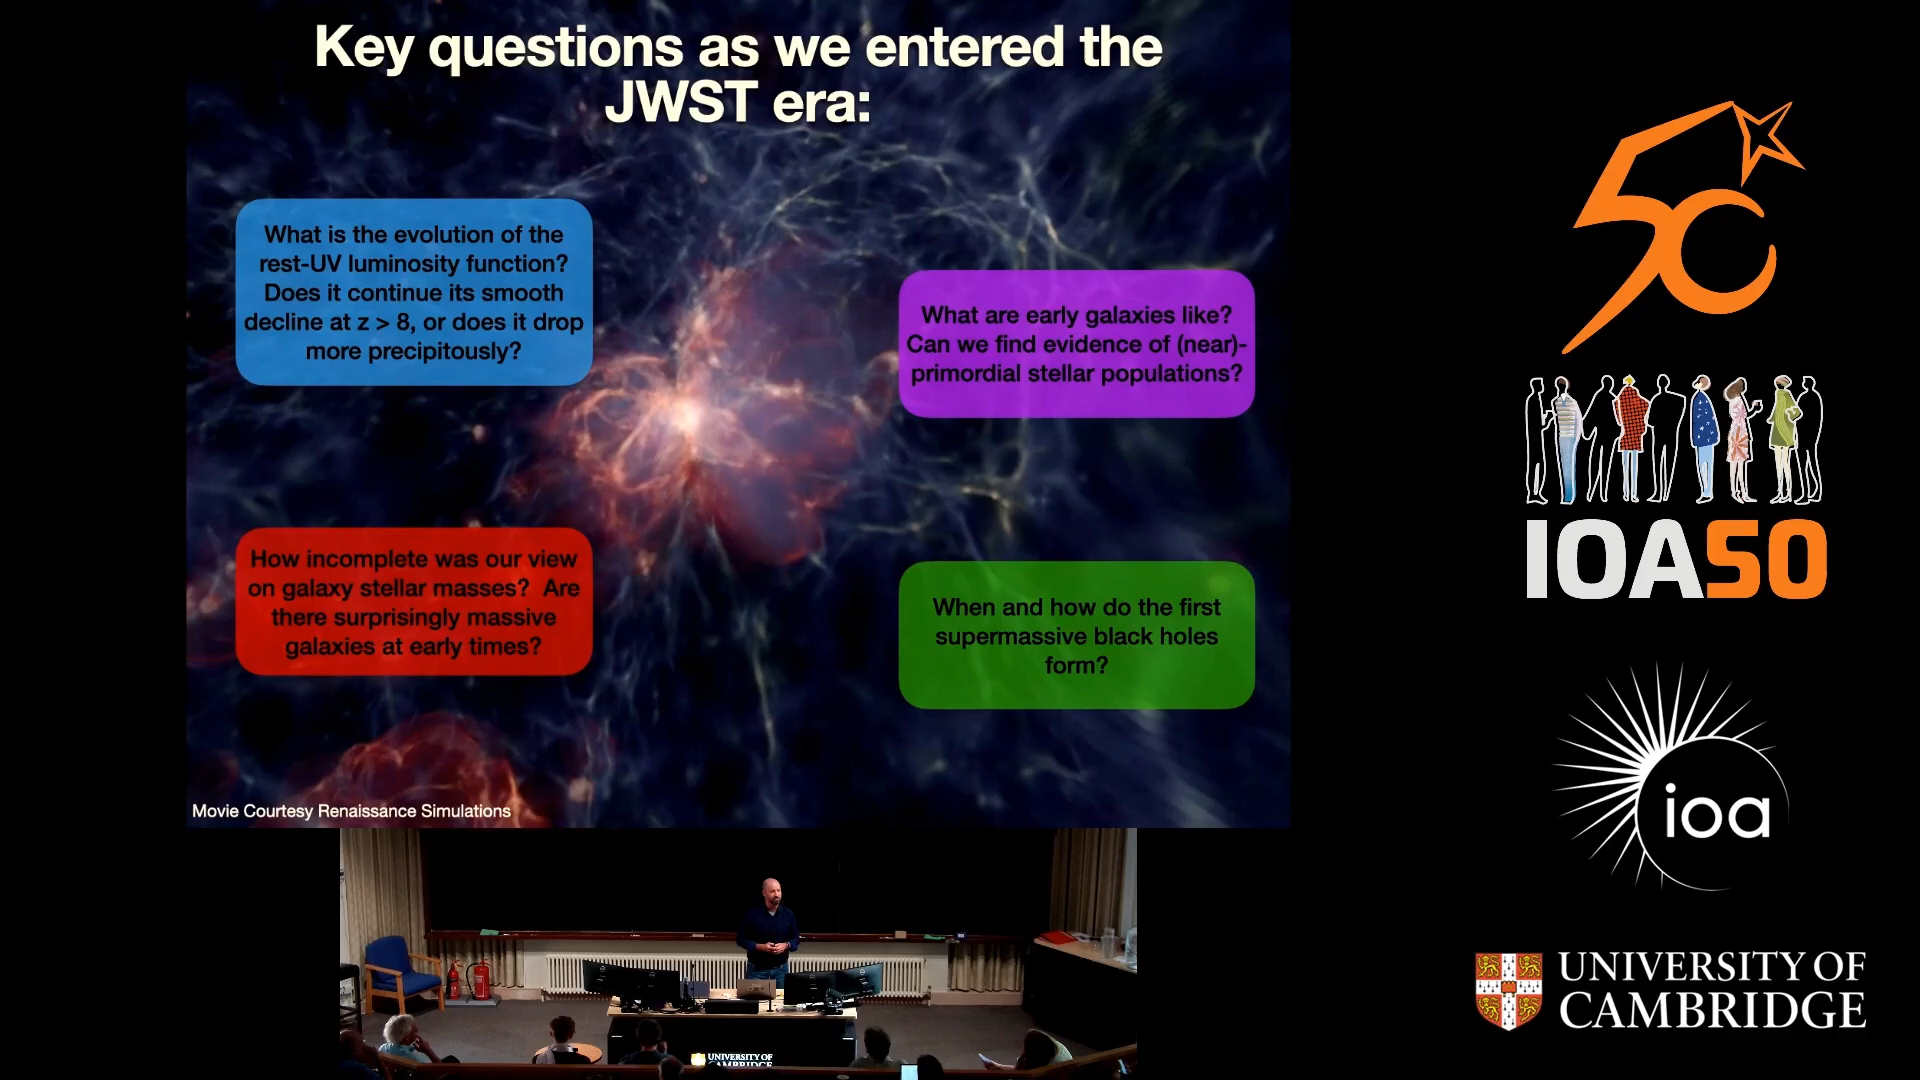 Key questions as we entered the
JWST era:
What is the evolution of the
rest-UV luminosity function?
Does it continue its smooth
decline at z > 8, or does it drop
more precipitously?
What are early galaxies like?
Can we find evidence of (near)-
primordial stellar populations?
How incomplete was our view
on galaxy stellar masses?  Are
there surprisingly massive
galaxies at early times?
When and how do the first
supermassive black holes
form?
Movie Courtesy Renaissance Simulations
50
IOA50
ioa
UNIVERSITY OF
CAMBRIDGE
UNIVERSITY OF
CAMBRIDGE